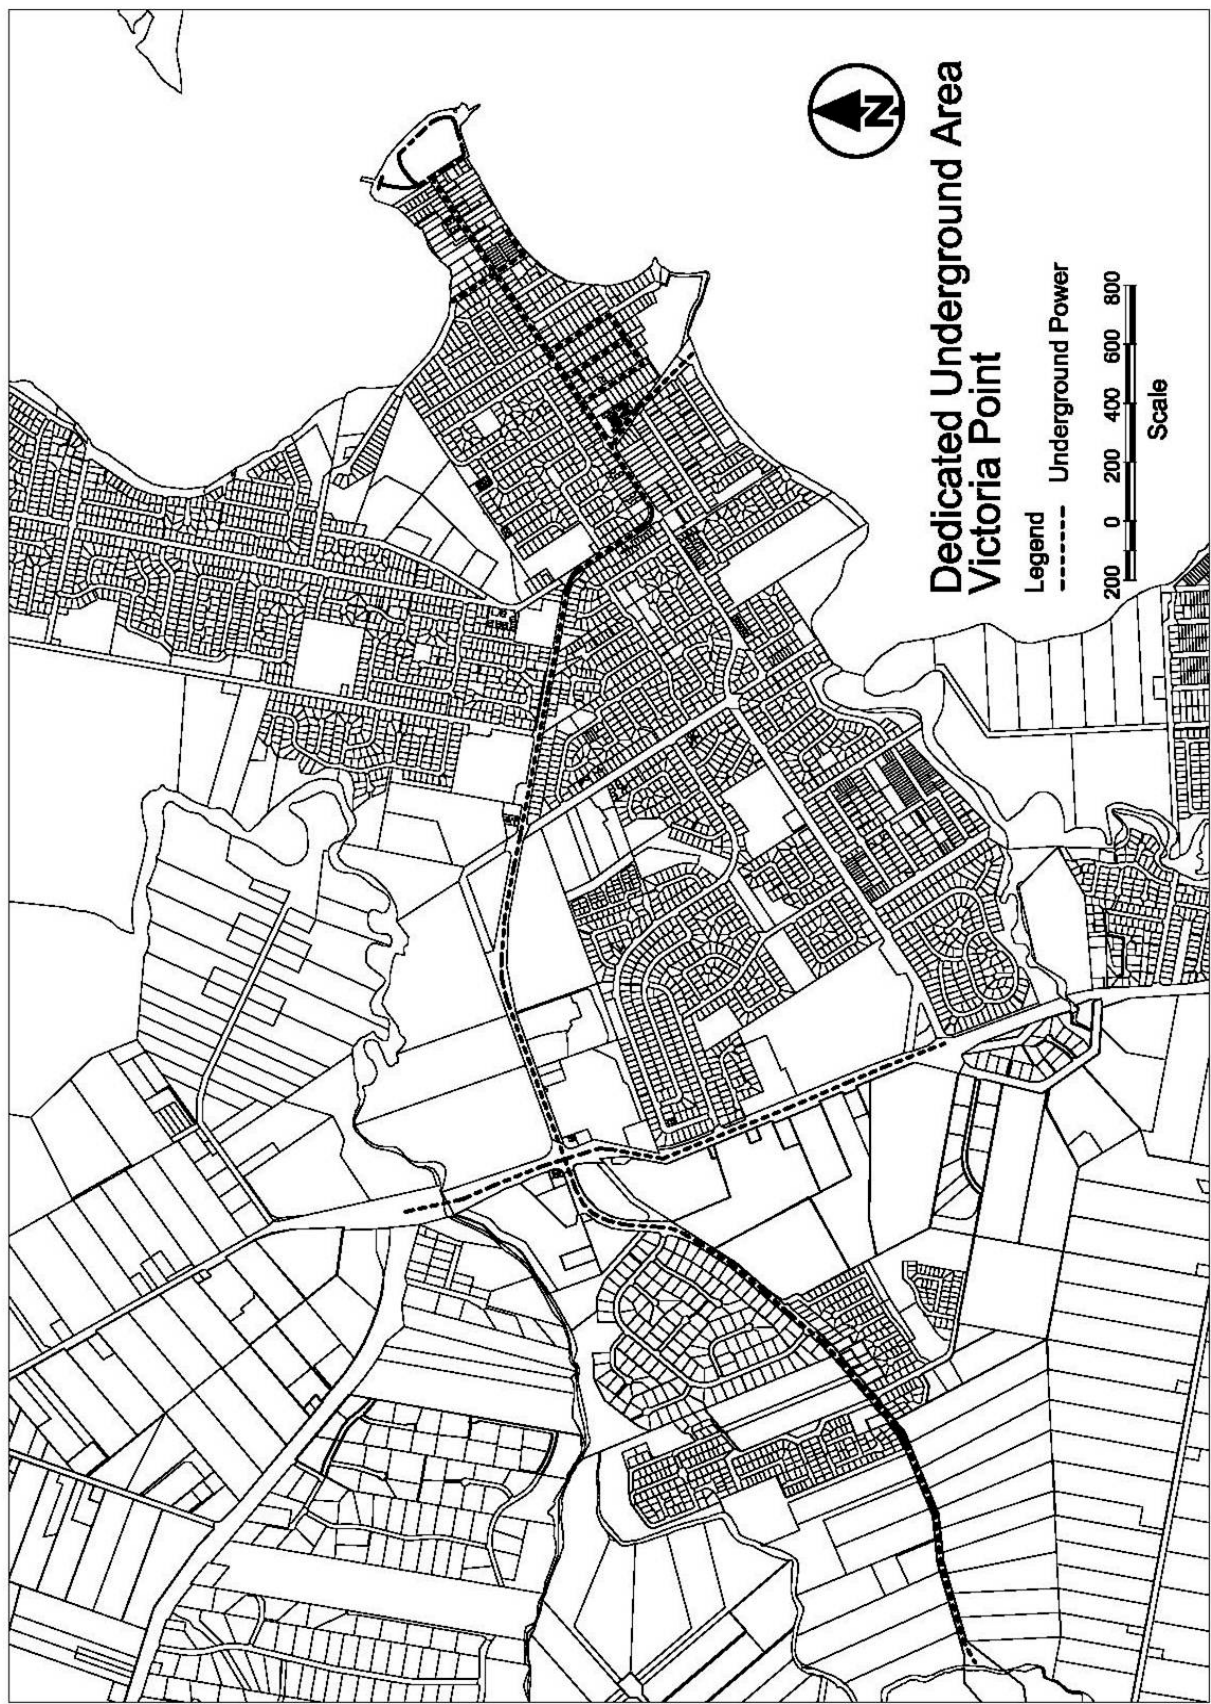 N
Dedicated Underground Area
Victoria Point
Legend
Underground Power
200 0 200 400 600 800
Scale